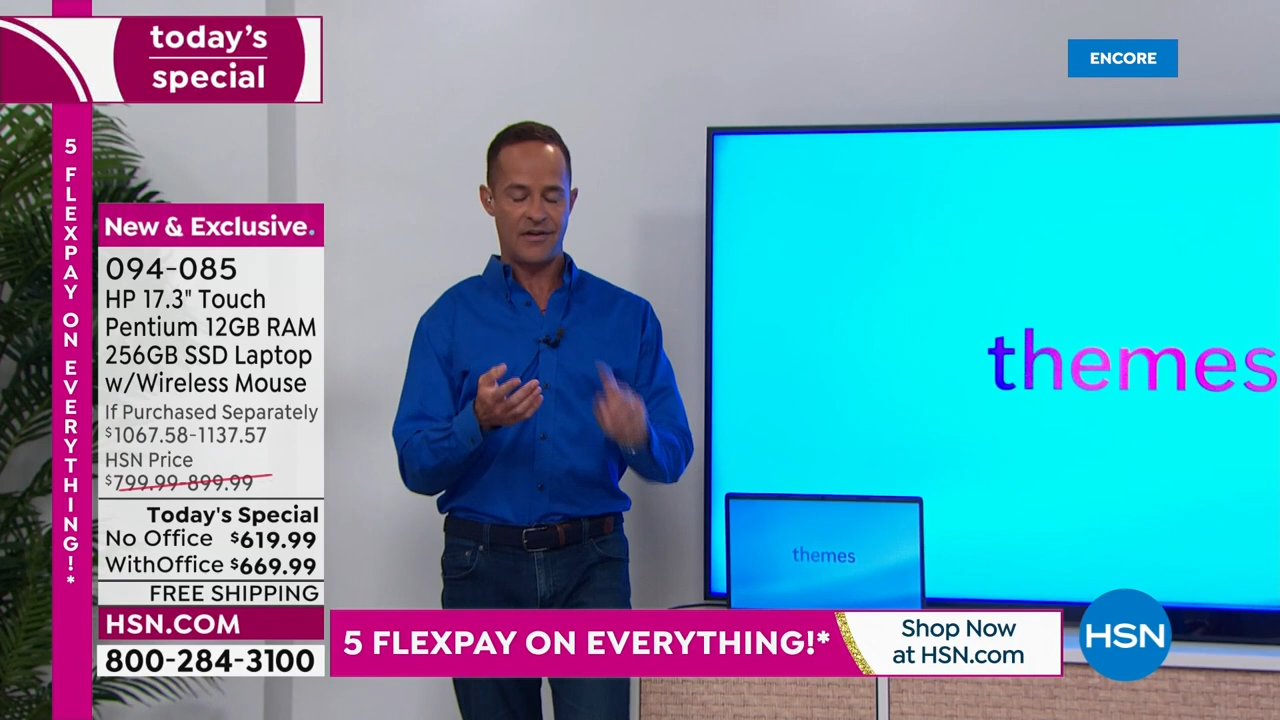 today's
special
ENCORE
5 FLEXPAY ON EVERYTHING!*
New & Exclusive.
094-085
HP 17.3" Touch
Pentium 12GB RAM
256GB SSD Laptop
w/Wireless Mouse
If Purchased Separately
$1067.58-1137.57
HSN Price
$799.99-899.99
Today's Special
No Office $619.99
WithOffice $669.99
FREE SHIPPING
HSN.COM
800-284-3100
themes
themes
5 FLEXPAY ON EVERYTHING!*
Shop Now
at HSN.com
HSN